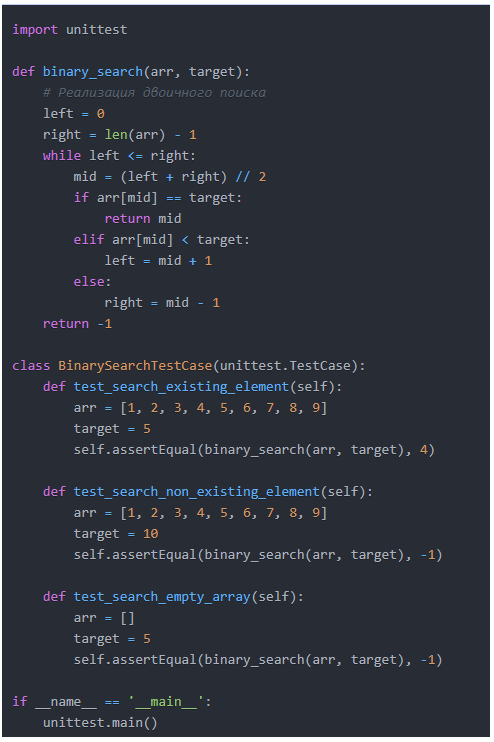 import unittest

def binary_search(arr, target):
    # Реализация двоичного поиска
    left = 0
    right = len(arr) - 1
    while left <= right:
        mid = (left + right) // 2
        if arr[mid] == target:
            return mid
        elif arr[mid] < target:
            left = mid + 1
        else:
            right = mid - 1
    return -1

class BinarySearchTestCase(unittest.TestCase):
    def test_search_existing_element(self):
        arr = [1, 2, 3, 4, 5, 6, 7, 8, 9]
        target = 5
        self.assertEqual(binary_search(arr, target), 4)

    def test_search_non_existing_element(self):
        arr = [1, 2, 3, 4, 5, 6, 7, 8, 9]
        target = 10
        self.assertEqual(binary_search(arr, target), -1)

    def test_search_empty_array(self):
        arr = []
        target = 5
        self.assertEqual(binary_search(arr, target), -1)

if __name__ == '__main__':
    unittest.main()